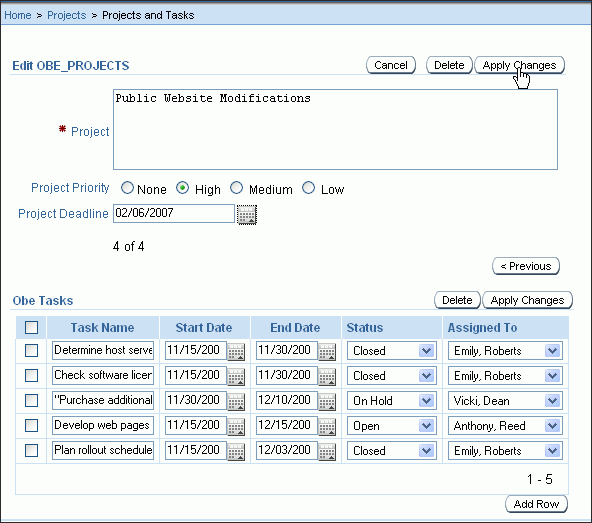 Home > Projects > Projects and Tasks
Edit OBE_PROJECTS Cancel Delete Apply Changes
* Project Public Website Modifications
Project Priority None High Medium Low
Project Deadline 02/06/2007
4 of 4
< Previous
Obe Tasks Delete Apply Changes
Task Name Start Date End Date Status Assigned To
Determine host serve 11/15/200 11/30/200 Closed Emily, Roberts
Check software licer 11/15/200 11/30/200 Closed Emily, Roberts
"Purchase additional 11/30/200 12/10/200 On Hold Vicki, Dean
Develop web pages 11/15/200 12/15/200 Open Anthony, Reed
Plan rollout schedule 11/15/200 12/03/200 Closed Emily, Roberts
1 - 5
Add Row